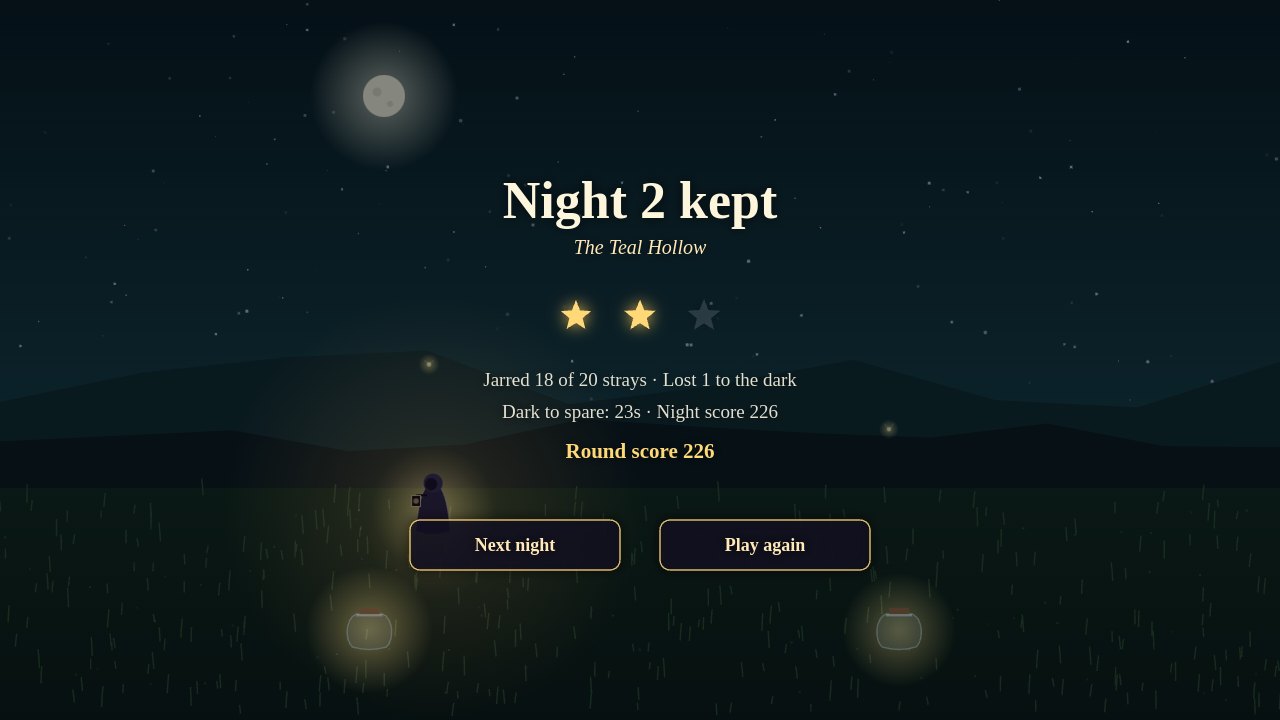 Night 2 kept
The Teal Hollow
Jarred 18 of 20 strays · Lost 1 to the dark
Dark to spare: 23s · Night score 226
Round score 226
Next night
Play again